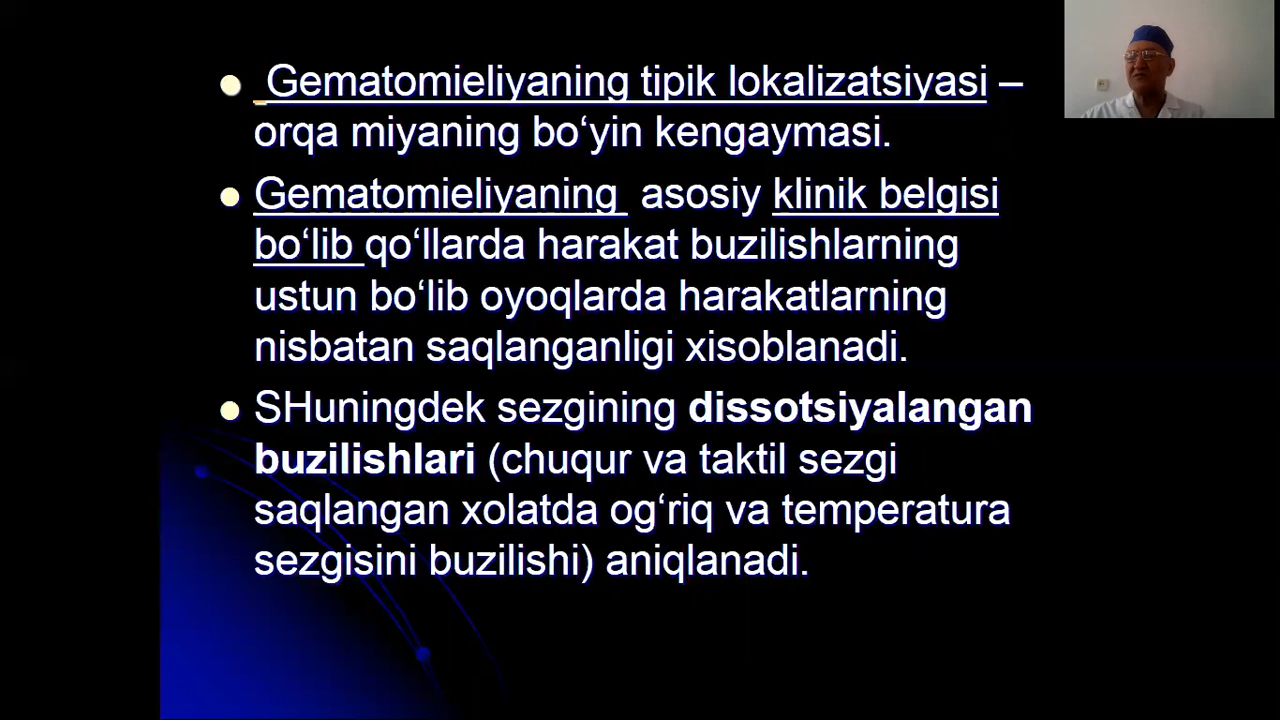 Gematomieliyaning tipik lokalizatsiyasi –
orqa miyaning bo‘yin kengaymasi.
Gematomieliyaning asosiy klinik belgisi
bo‘lib qo‘llarda harakat buzilishlarning
ustun bo‘lib oyoqlarda harakatlarning
nisbatan saqlanganligi xisoblanadi.
SHuningdek sezgining dissotsiyalangan
buzilishlari (chuqur va taktil sezgi
saqlangan xolatda og‘riq va temperatura
sezgisini buzilishi) aniqlanadi.